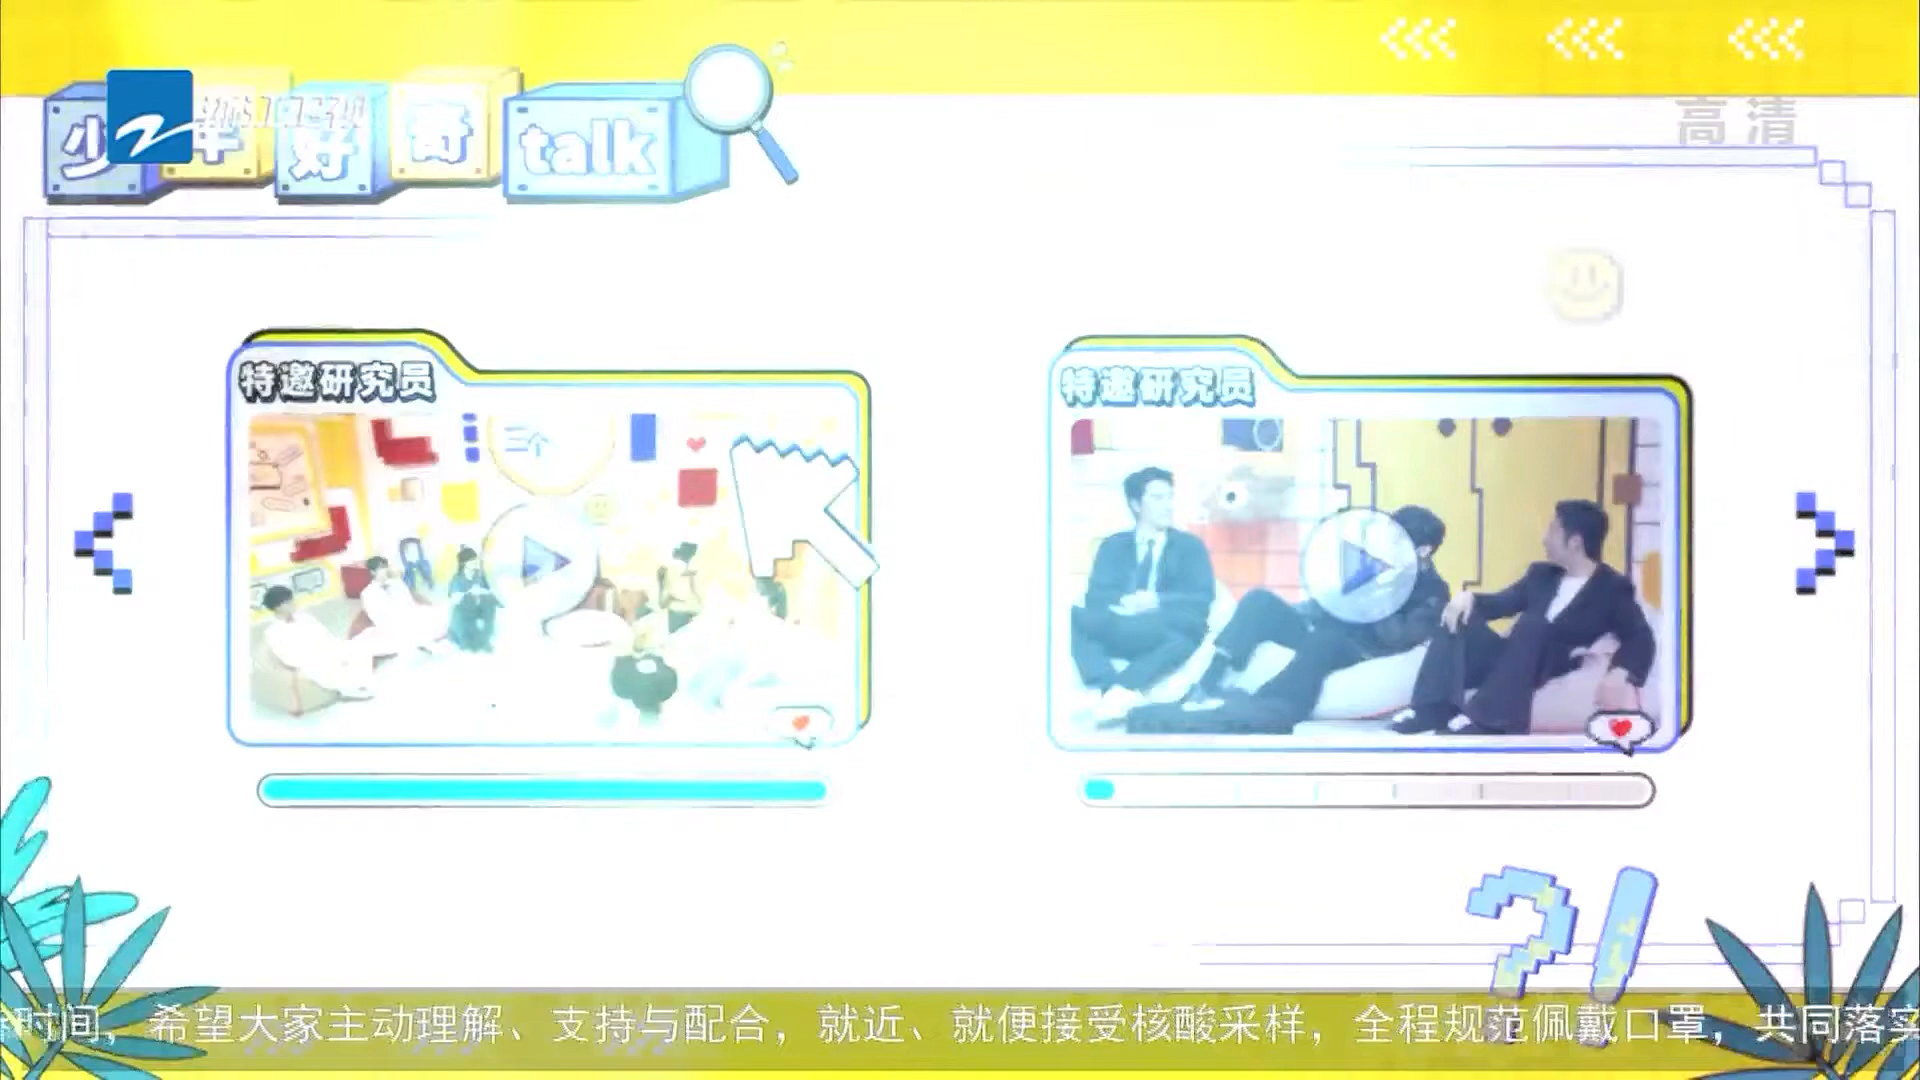 少年好奇talk
高清
特邀研究员
特邀研究员
三个
?!
时间，希望大家主动理解、支持与配合，就近、就便接受核酸采样，全程规范佩戴口罩，共同落实